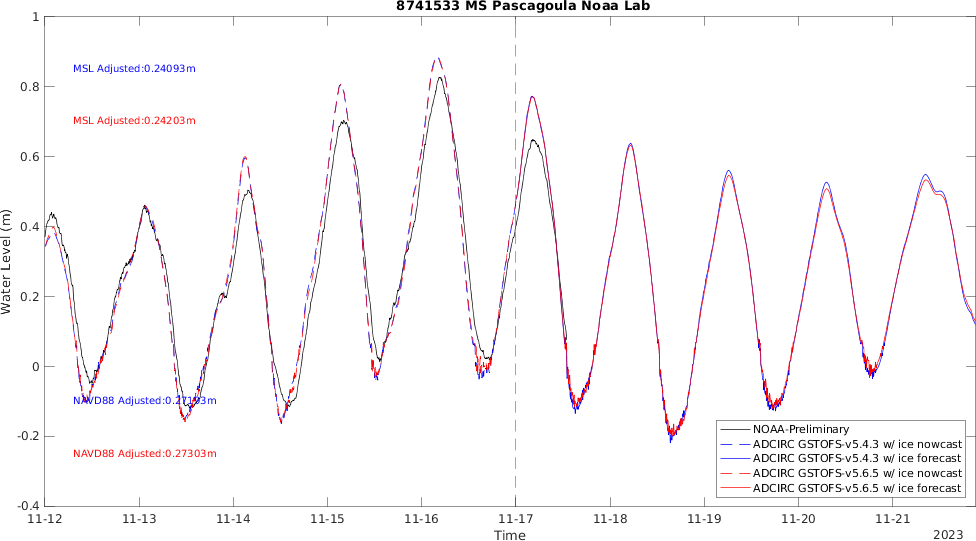 8741533 MS Pascagoula Noaa Lab
1
0.8
0.6
0.4
0.2
0
-0.2
-0.4
Water Level (m)
MSL Adjusted:0.24093m
MSL Adjusted:0.24203m
NAVD88 Adjusted:0.27193m
NAVD88 Adjusted:0.27303m
NOAA-Preliminary
ADCIRC GSTOFS-v5.4.3 w/ ice nowcast
ADCIRC GSTOFS-v5.4.3 w/ ice forecast
ADCIRC GSTOFS-v5.6.5 w/ ice nowcast
ADCIRC GSTOFS-v5.6.5 w/ ice forecast
11-12 11-13 11-14 11-15 11-16 11-17 11-18 11-19 11-20 11-21
Time
2023